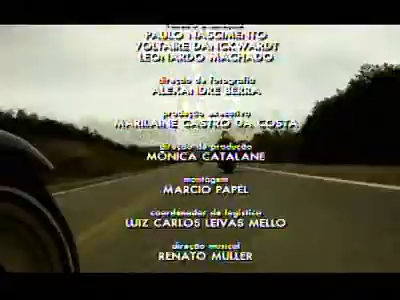 PAULO NASCIMENTO
VOLTAIRE DANCKWARDT
LEONARDO MACHADO
direção de fotografia
ALEXANDRE BERRA
produção executiva
MARILAINE CASTRO DA COSTA
direção de produção
MÔNICA CATALANE
montagem
MARCIO PAPEL
coordenador de logística
LUIZ CARLOS LEIVAS MELLO
direção musical
RENATO MULLER